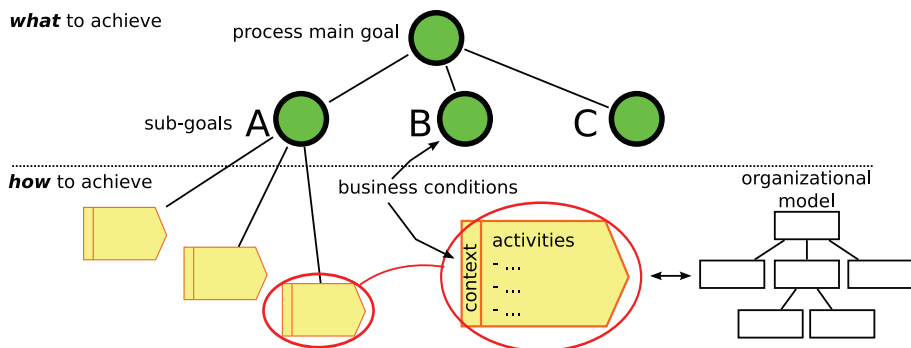 what to achieve
process main goal
sub-goals
A
B
C
how to achieve
business conditions
organizational
model
context
activities
- ...
- ...
- ...